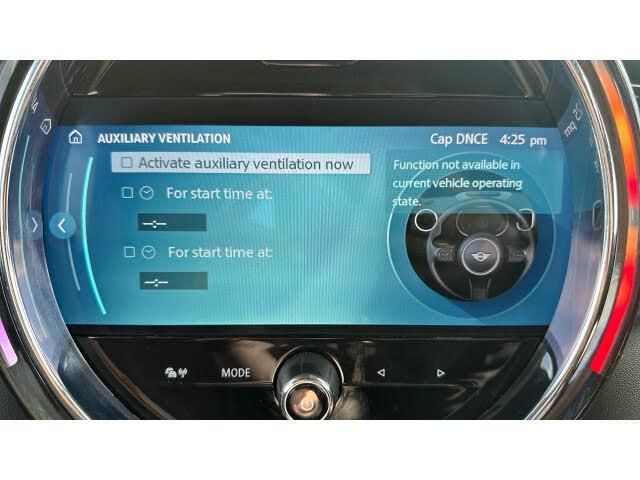 AUXILIARY VENTILATION
Cap DNCE 4:25 pm
Activate auxiliary ventilation now
For start time at:
--:--
For start time at:
--:--
Function not available in
current vehicle operating
state.
MODE